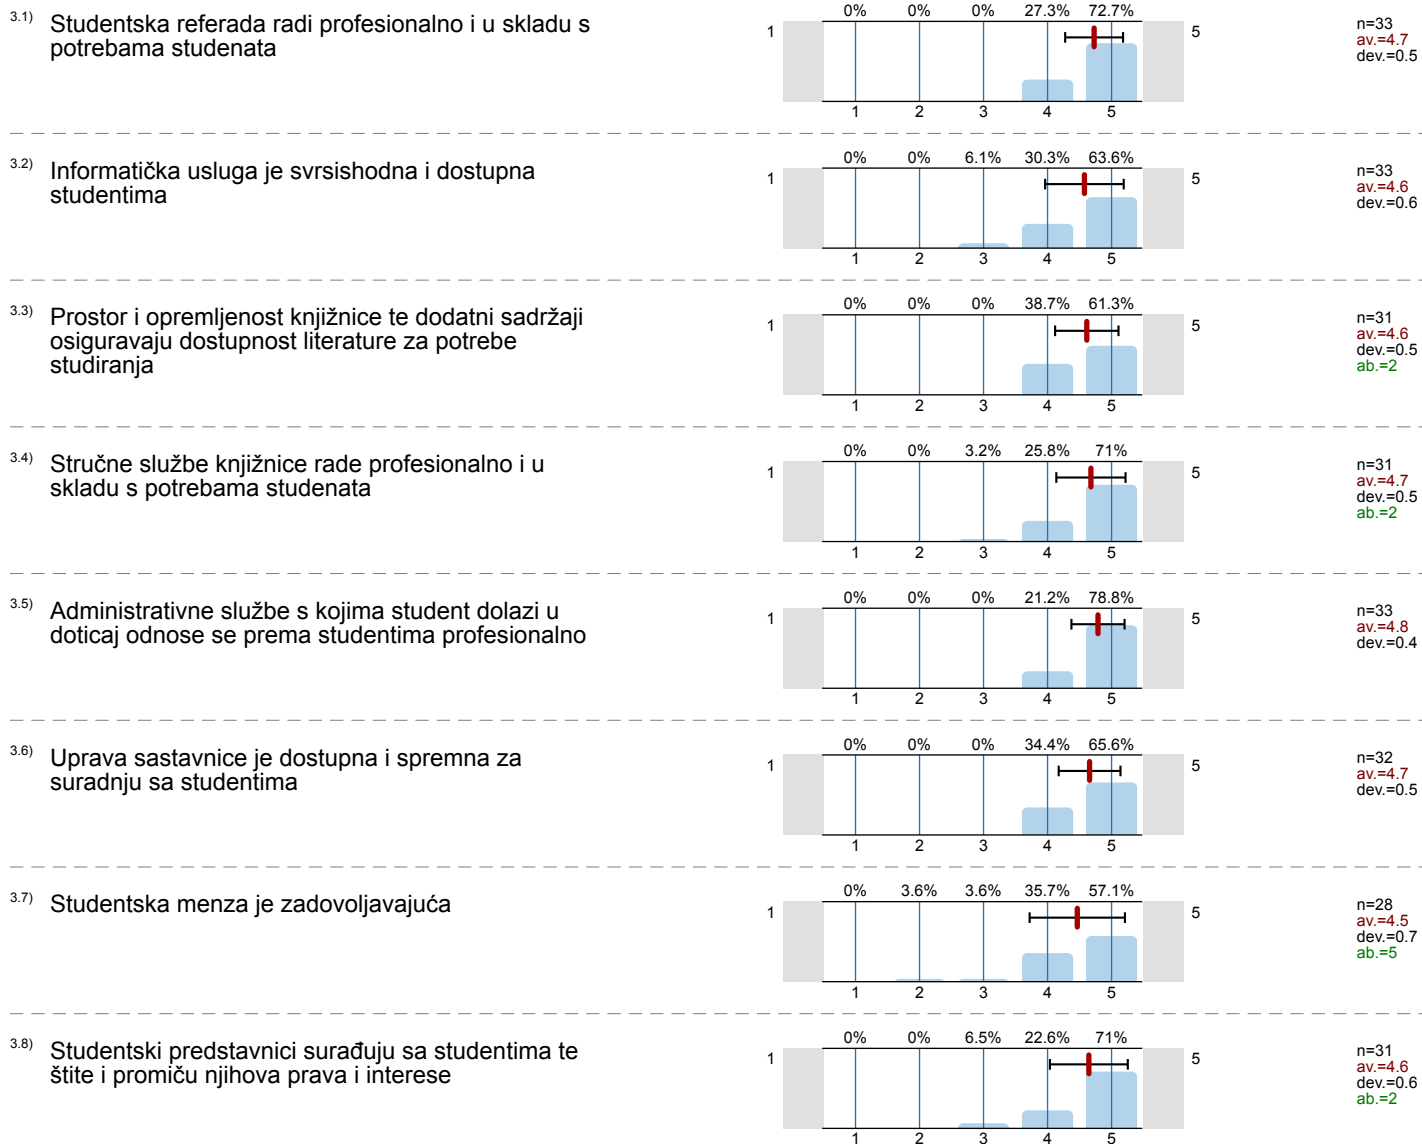 3.1) Studentska referada radi profesionalno i u skladu s
potrebama studenata
0% 0% 0% 27.3% 72.7%
1 5
1 2 3 4 5
n=33
av.=4.7
dev.=0.5
3.2) Informatička usluga je svrsishodna i dostupna
studentima
0% 0% 6.1% 30.3% 63.6%
1 5
1 2 3 4 5
n=33
av.=4.6
dev.=0.6
3.3) Prostor i opremljenost knjižnice te dodatni sadržaji
osiguravaju dostupnost literature za potrebe
studiranja
0% 0% 0% 38.7% 61.3%
1 5
1 2 3 4 5
n=31
av.=4.6
dev.=0.5
ab.=2
3.4) Stručne službe knjižnice rade profesionalno i u
skladu s potrebama studenata
0% 0% 3.2% 25.8% 71%
1 5
1 2 3 4 5
n=31
av.=4.7
dev.=0.5
ab.=2
3.5) Administrativne službe s kojima student dolazi u
doticaj odnose se prema studentima profesionalno
0% 0% 0% 21.2% 78.8%
1 5
1 2 3 4 5
n=33
av.=4.8
dev.=0.4
3.6) Uprava sastavnice je dostupna i spremna za
suradnju sa studentima
0% 0% 0% 34.4% 65.6%
1 5
1 2 3 4 5
n=32
av.=4.7
dev.=0.5
3.7) Studentska menza je zadovoljavajuća
0% 3.6% 3.6% 35.7% 57.1%
1 5
1 2 3 4 5
n=28
av.=4.5
dev.=0.7
ab.=5
3.8) Studentski predstavnici surađuju sa studentima te
štite i promiču njihova prava i interese
0% 0% 6.5% 22.6% 71%
1 5
1 2 3 4 5
n=31
av.=4.6
dev.=0.6
ab.=2